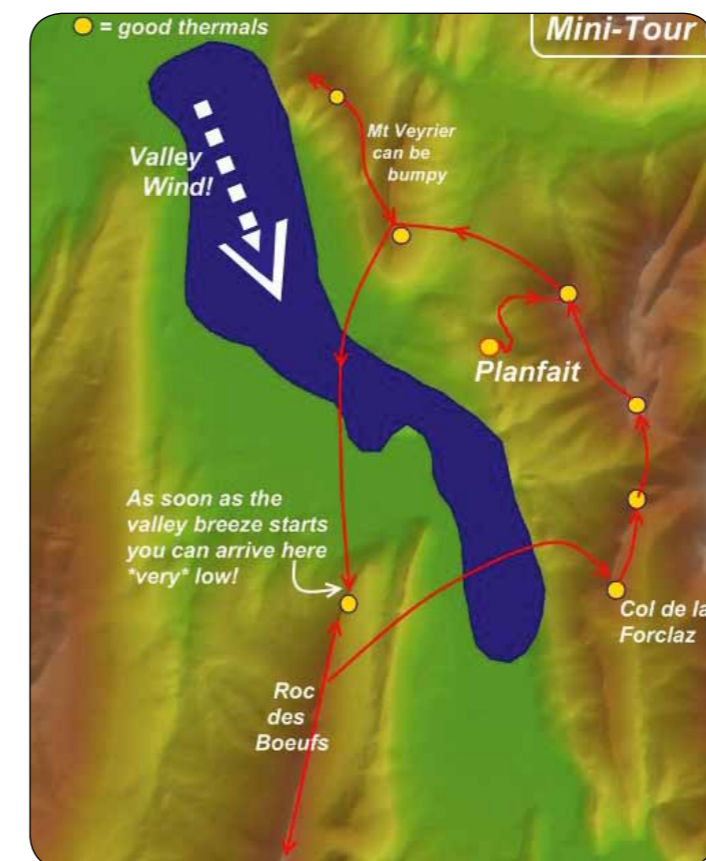 = good thermals
Mini-Tour
Valley
Wind!
Mt Veyrier
can be
bumpy
Planfait
As soon as the
valley breeze starts
you can arrive here
*very* low!
Col de la
Forclaz
Roc
des
Boeufs